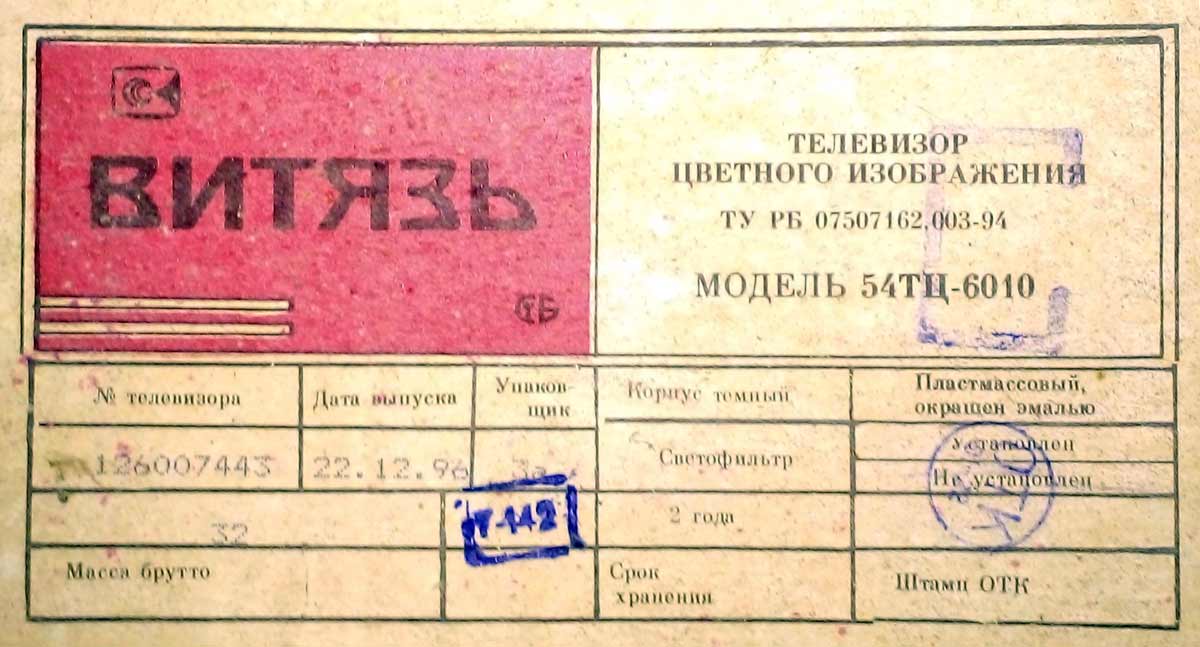 ВИТЯЗЬ
ТЕЛЕВИЗОР
ЦВЕТНОГО ИЗОБРАЖЕНИЯ
ТУ РБ 07507162.003-94
МОДЕЛЬ 54ТЦ-6010
№ телевизора
Дата выпуска
Упаков-
щик
Корпус темный
Пластмассовый,
окрашен эмалью
126007443
22.12.96
Светофильтр
Установлен
Не установлен
32
Т-142
2 года
Масса брутто
Срок
хранения
Штамп ОТК